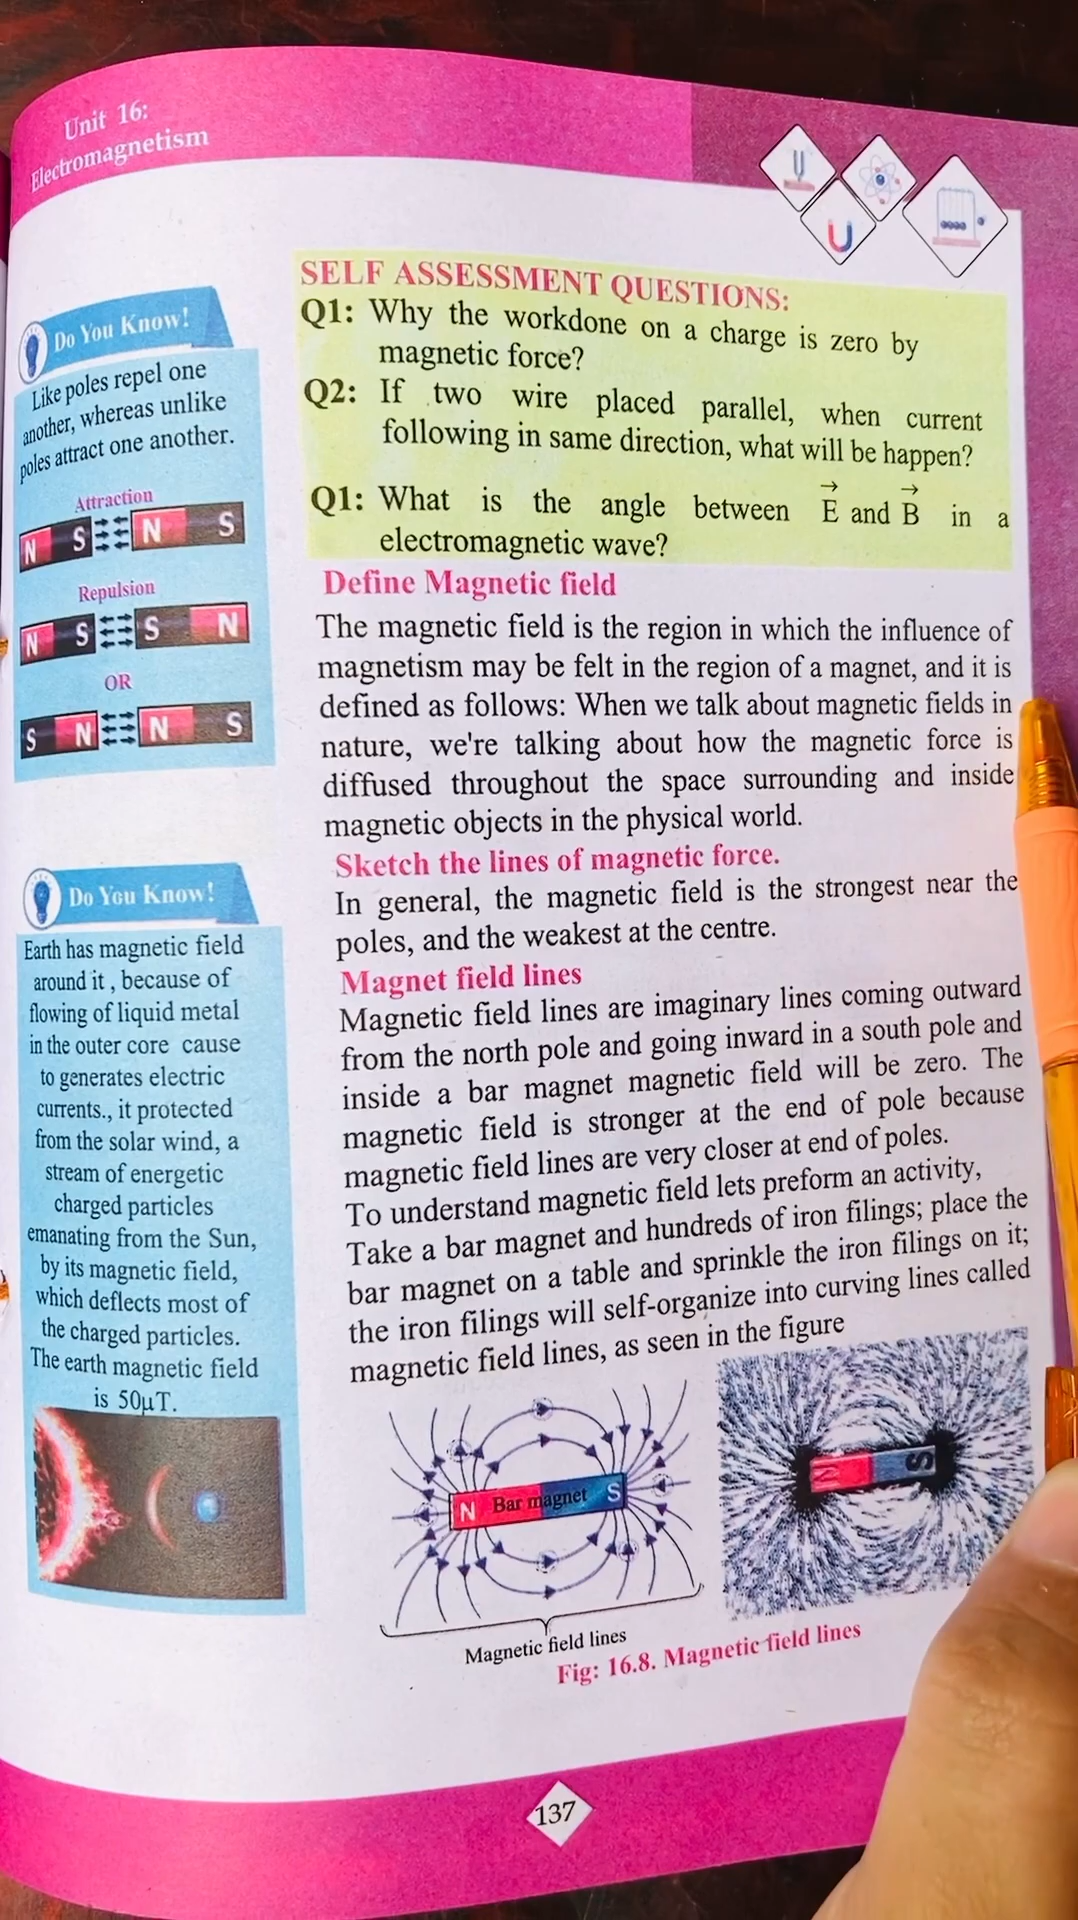 Unit 16:
Electromagnetism
SELF ASSESSMENT QUESTIONS:
Q1: Why the workdone on a charge is zero by
magnetic force?
Q2: If two wire placed parallel, when current
following in same direction, what will be happen?
Q1: What is the angle between E⃗ and B⃗ in a
electromagnetic wave?
Define Magnetic field
The magnetic field is the region in which the influence of
magnetism may be felt in the region of a magnet, and it is
defined as follows: When we talk about magnetic fields in
nature, we're talking about how the magnetic force is
diffused throughout the space surrounding and inside
magnetic objects in the physical world.
Sketch the lines of magnetic force.
In general, the magnetic field is the strongest near the
poles, and the weakest at the centre.
Magnet field lines
Magnetic field lines are imaginary lines coming outward
from the north pole and going inward in a south pole and
inside a bar magnet magnetic field will be zero. The
magnetic field is stronger at the end of pole because
magnetic field lines are very closer at end of poles.
To understand magnetic field lets preform an activity,
Take a bar magnet and hundreds of iron filings; place the
bar magnet on a table and sprinkle the iron filings on it;
the iron filings will self-organize into curving lines called
magnetic field lines, as seen in the figure
N Bar magnet S
N S
Magnetic field lines
Fig: 16.8. Magnetic field lines
Do You Know!
Like poles repel one
another, whereas unlike
poles attract one another.
Attraction
N S N S
Repulsion
N S S N
OR
S N N S
Do You Know!
Earth has magnetic field
around it , because of
flowing of liquid metal
in the outer core cause
to generates electric
currents., it protected
from the solar wind, a
stream of energetic
charged particles
emanating from the Sun,
by its magnetic field,
which deflects most of
the charged particles.
The earth magnetic field
is 50μT.
137